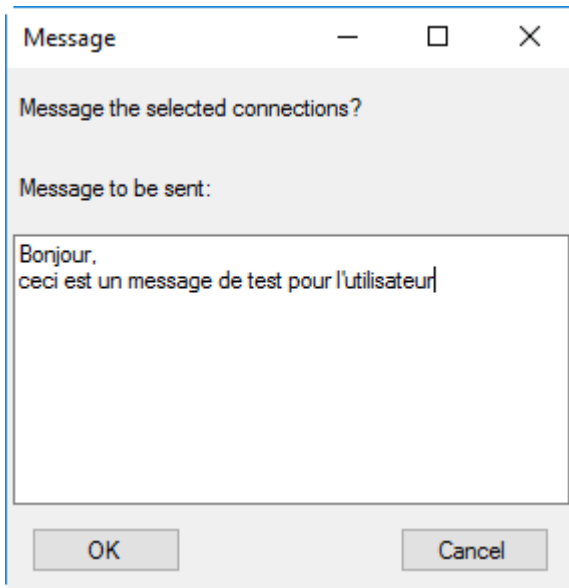 Message
Message the selected connections?
Message to be sent:
Bonjour,
ceci est un message de test pour l'utilisateur
OK
Cancel